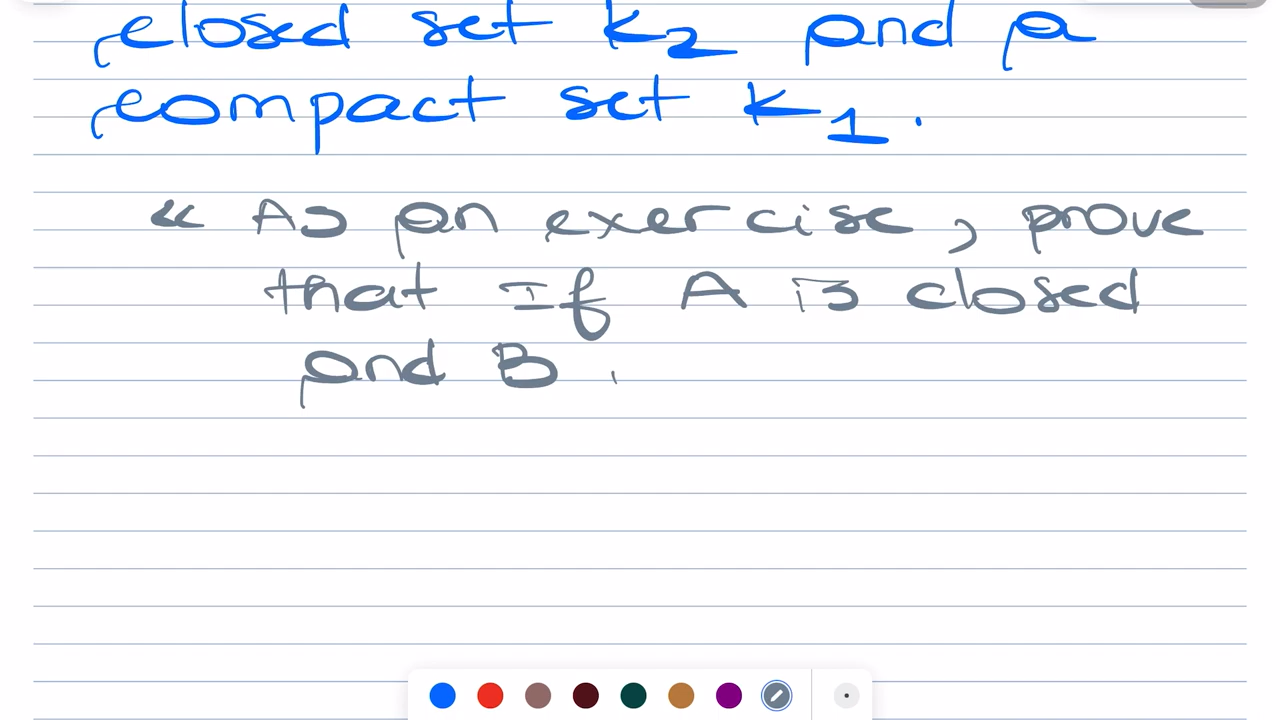 closed set k2 and a
compact set k1.
" As an exercise, prove
that If A is closed
and B